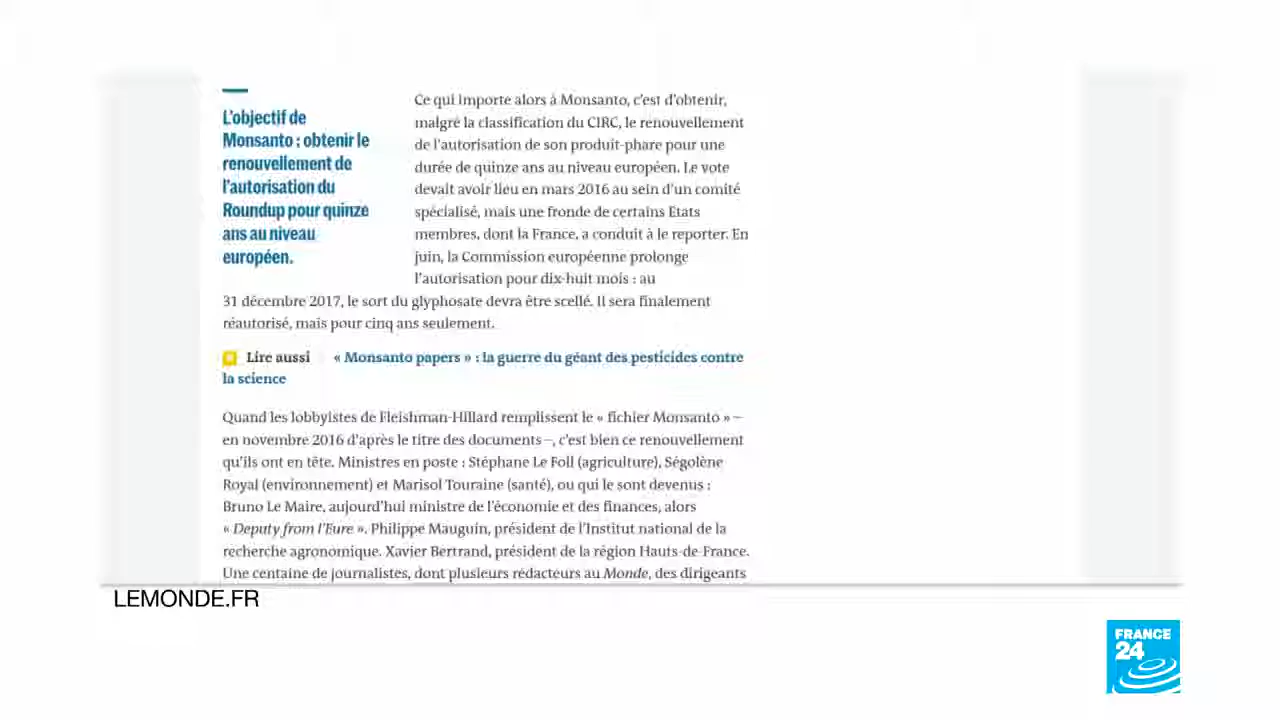 L'objectif de
Monsanto : obtenir le
renouvellement de
l'autorisation du
Roundup pour quinze
ans au niveau
européen.
Ce qui importe alors à Monsanto, c'est d'obtenir,
malgré la classification du CIRC, le renouvellement
de l'autorisation de son produit-phare pour une
durée de quinze ans au niveau européen. Le vote
devait avoir lieu en mars 2016 au sein d'un comité
spécialisé, mais une fronde de certains Etats
membres, dont la France, a conduit à le reporter. En
juin, la Commission européenne prolonge
l'autorisation pour dix-huit mois : au
31 décembre 2017, le sort du glyphosate devra être scellé. Il sera finalement
réautorisé, mais pour cinq ans seulement.
Lire aussi « Monsanto papers » : la guerre du géant des pesticides contre
la science
Quand les lobbyistes de Fleishman-Hillard remplissent le « fichier Monsanto » –
en novembre 2016 d'après le titre des documents –, c'est bien ce renouvellement
qu'ils ont en tête. Ministres en poste : Stéphane Le Foll (agriculture), Ségolène
Royal (environnement) et Marisol Touraine (santé), ou qui le sont devenus :
Bruno Le Maire, aujourd'hui ministre de l'économie et des finances, alors
« Deputy from l'Eure ». Philippe Mauguin, président de l'Institut national de la
recherche agronomique. Xavier Bertrand, président de la région Hauts-de-France.
Une centaine de journalistes, dont plusieurs rédacteurs au Monde, des dirigeants
LEMONDE.FR
FRANCE
24